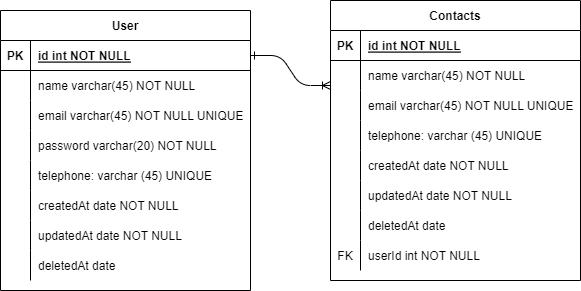 User
PK id int NOT NULL
name varchar(45) NOT NULL
email varchar(45) NOT NULL UNIQUE
password varchar(20) NOT NULL
telephone: varchar (45) UNIQUE
createdAt date NOT NULL
updatedAt date NOT NULL
deletedAt date
Contacts
PK id int NOT NULL
name varchar(45) NOT NULL
email varchar(45) NOT NULL UNIQUE
telephone: varchar (45) UNIQUE
createdAt date NOT NULL
updatedAt date NOT NULL
deletedAt date
FK userId int NOT NULL